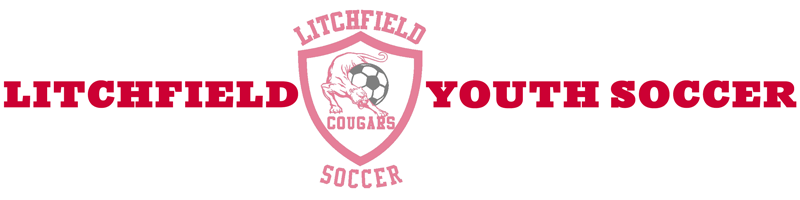 LITCHFIELD
LITCHFIELD YOUTH SOCCER
COUGARS
SOCCER